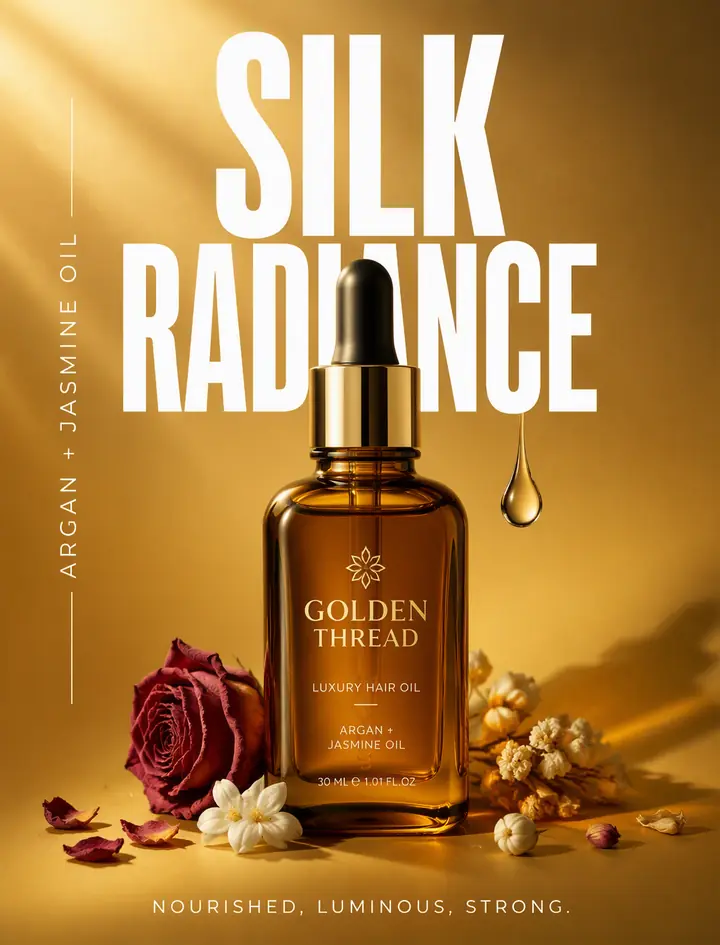 SILK
RADIANCE
ARGAN + JASMINE OIL
GOLDEN
THREAD
LUXURY HAIR OIL
ARGAN +
JASMINE OIL
30 ML ℮ 1.01 FL.OZ
NOURISHED, LUMINOUS, STRONG.